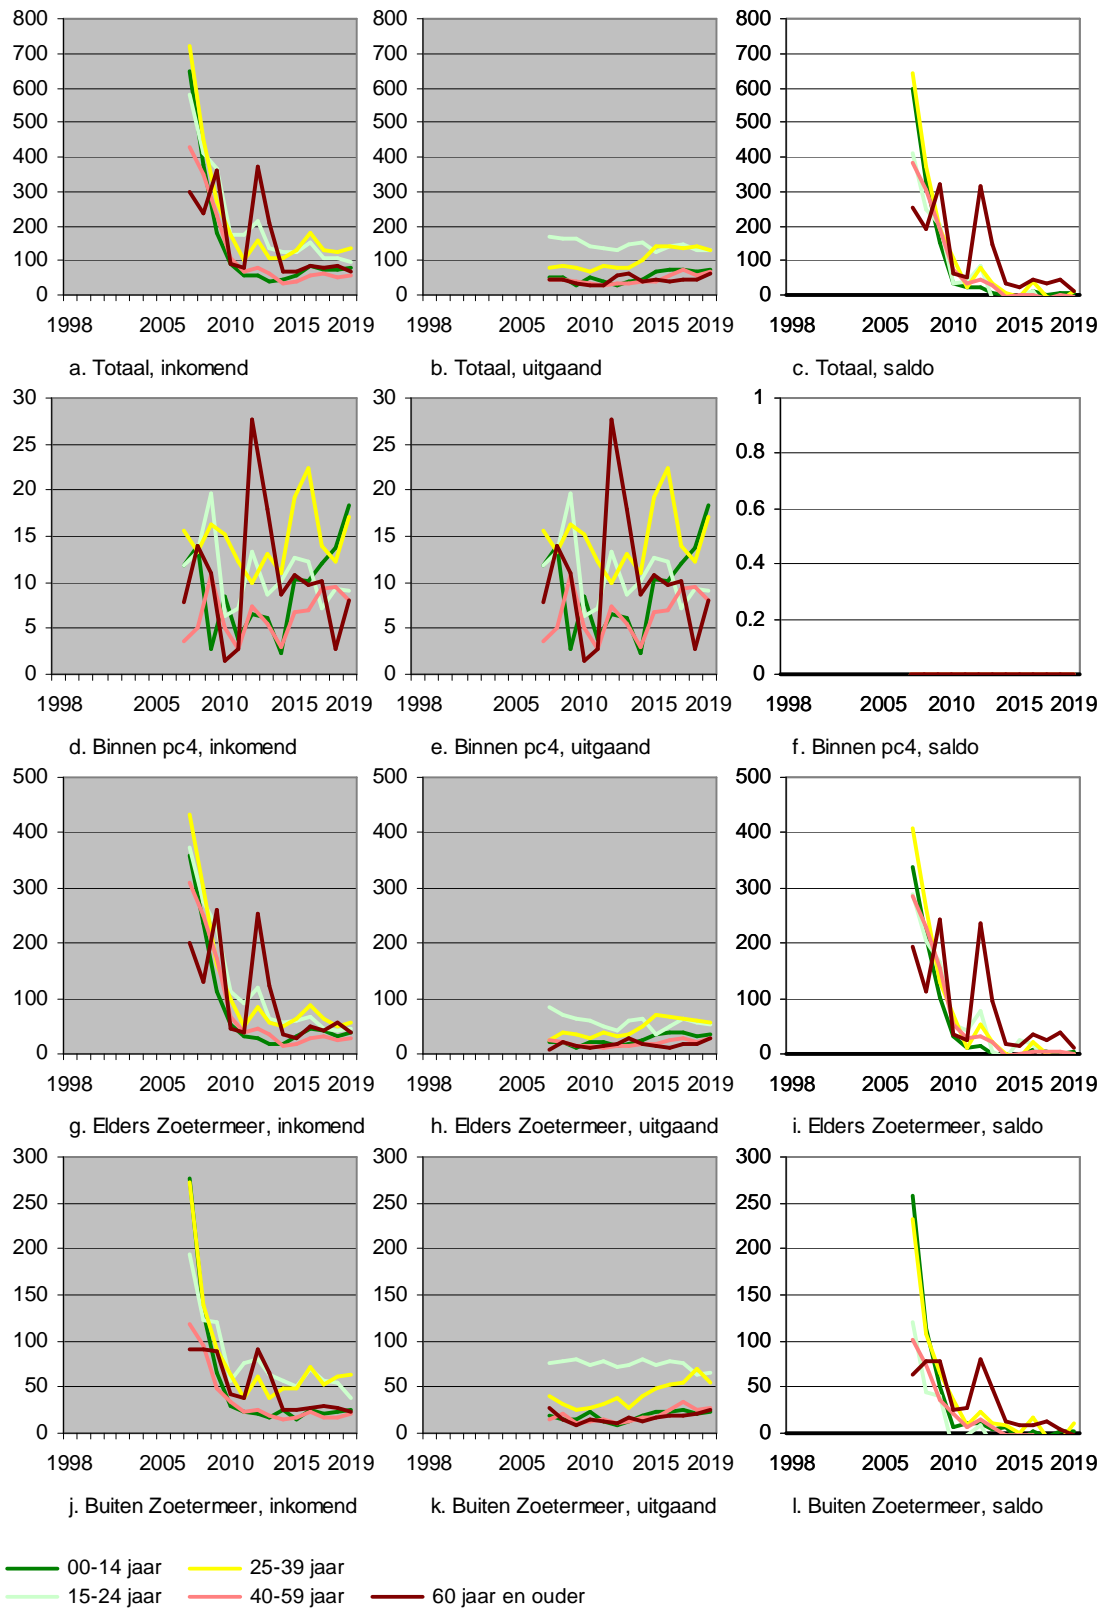 800 800 800
700 700 700
600 600 600
500 500 500
400 400 400
300 300 300
200 200 200
100 100 100
0 0 0
1998 2005 2010 2015 2019 1998 2005 2010 2015 2019 1998 2005 2010 2015 2019
a. Totaal, inkomend b. Totaal, uitgaand c. Totaal, saldo
30 30 1
25 25 0.8
20 20 0.6
15 15
10 10 0.4
5 5 0.2
0 0 0
1998 2005 2010 2015 2019 1998 2005 2010 2015 2019 1998 2005 2010 2015 2019
d. Binnen pc4, inkomend e. Binnen pc4, uitgaand f. Binnen pc4, saldo
500 500 500
400 400 400
300 300 300
200 200 200
100 100 100
0 0 0
1998 2005 2010 2015 2019 1998 2005 2010 2015 2019 1998 2005 2010 2015 2019
g. Elders Zoetermeer, inkomend h. Elders Zoetermeer, uitgaand i. Elders Zoetermeer, saldo
300 300 300
250 250 250
200 200 200
150 150 150
100 100 100
50 50 50
0 0 0
1998 2005 2010 2015 2019 1998 2005 2010 2015 2019 1998 2005 2010 2015 2019
j. Buiten Zoetermeer, inkomend k. Buiten Zoetermeer, uitgaand l. Buiten Zoetermeer, saldo
00-14 jaar 25-39 jaar
15-24 jaar 40-59 jaar 60 jaar en ouder